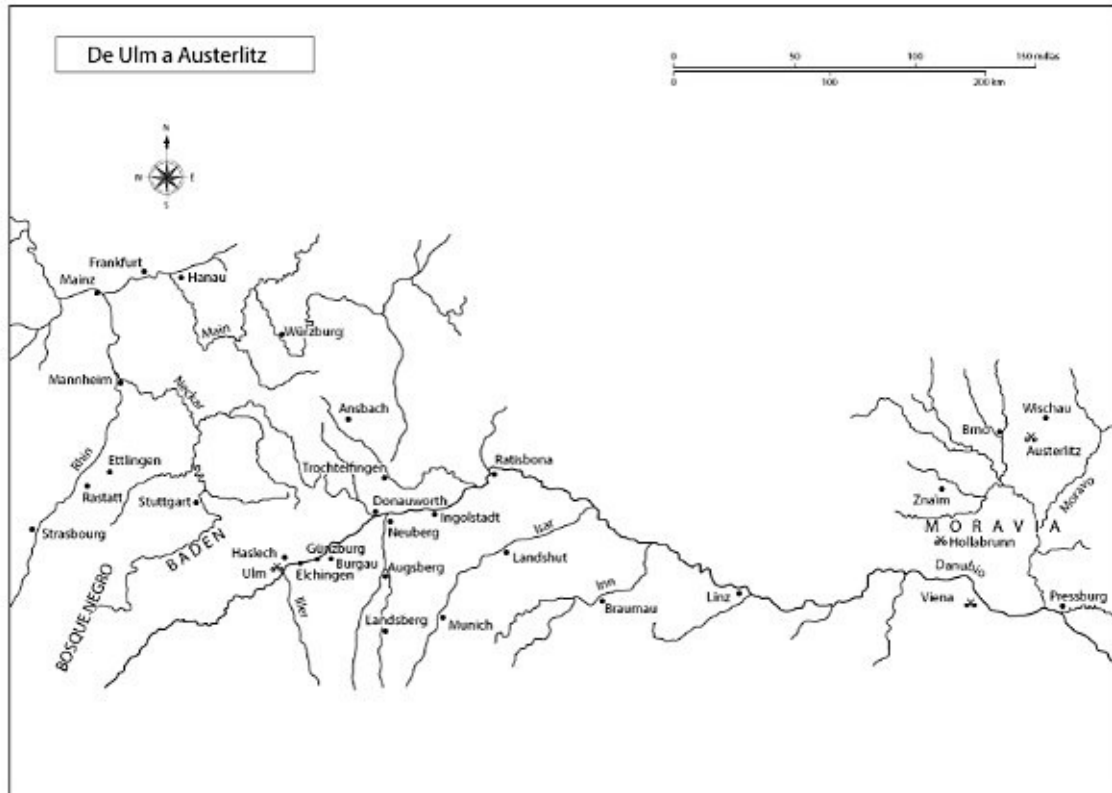 De Ulm a Austerlitz
0 50 100 150 millas
0 100 200 km
N
N E
S
Frankfurt
Mainz
Hanau
Main
Würzburg
Mannheim
Neckar
Ansbach
Wischau
Brno
Austerlitz
Rhin
Ettlingen
Trochtelfingen
Ratisbona
Rastatt
Stuttgart
Znaim
Moravo
Donauworth
Ingolstadt
Strasbourg
Neuberg
Isar
MORAVIA
BADEN
Hollabrunn
Haslech
Günzburg
Landshut
Ulm
Burgau
Elchingen
Augsberg
Danubio
BOSQUE NEGRO
Iller
Inn
Braumau
Linz
Viena
Pressburg
Landsberg
Munich